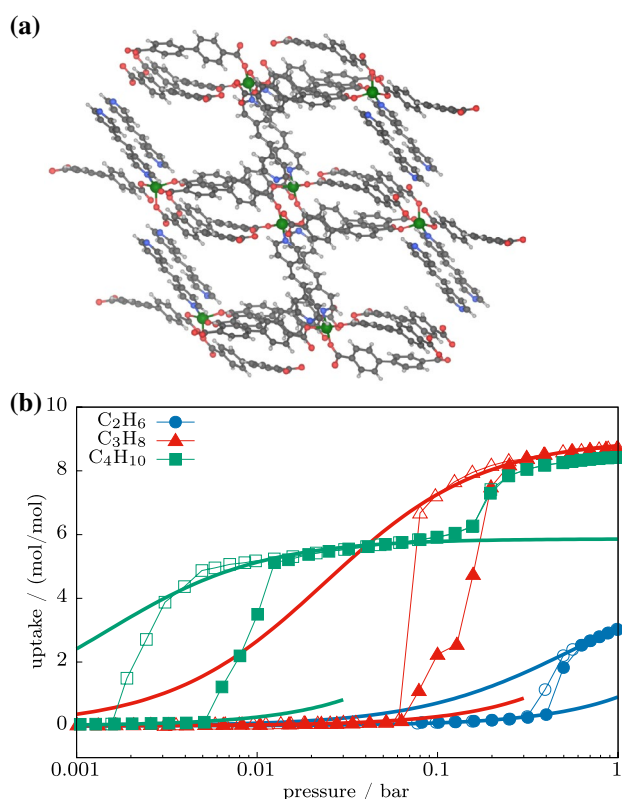 (a)
(b)
10
8
6
4
2
0
uptake / (mol/mol)
C₂H₆
C₃H₈
C₄H₁₀
0.001
0.01
0.1
1
pressure / bar